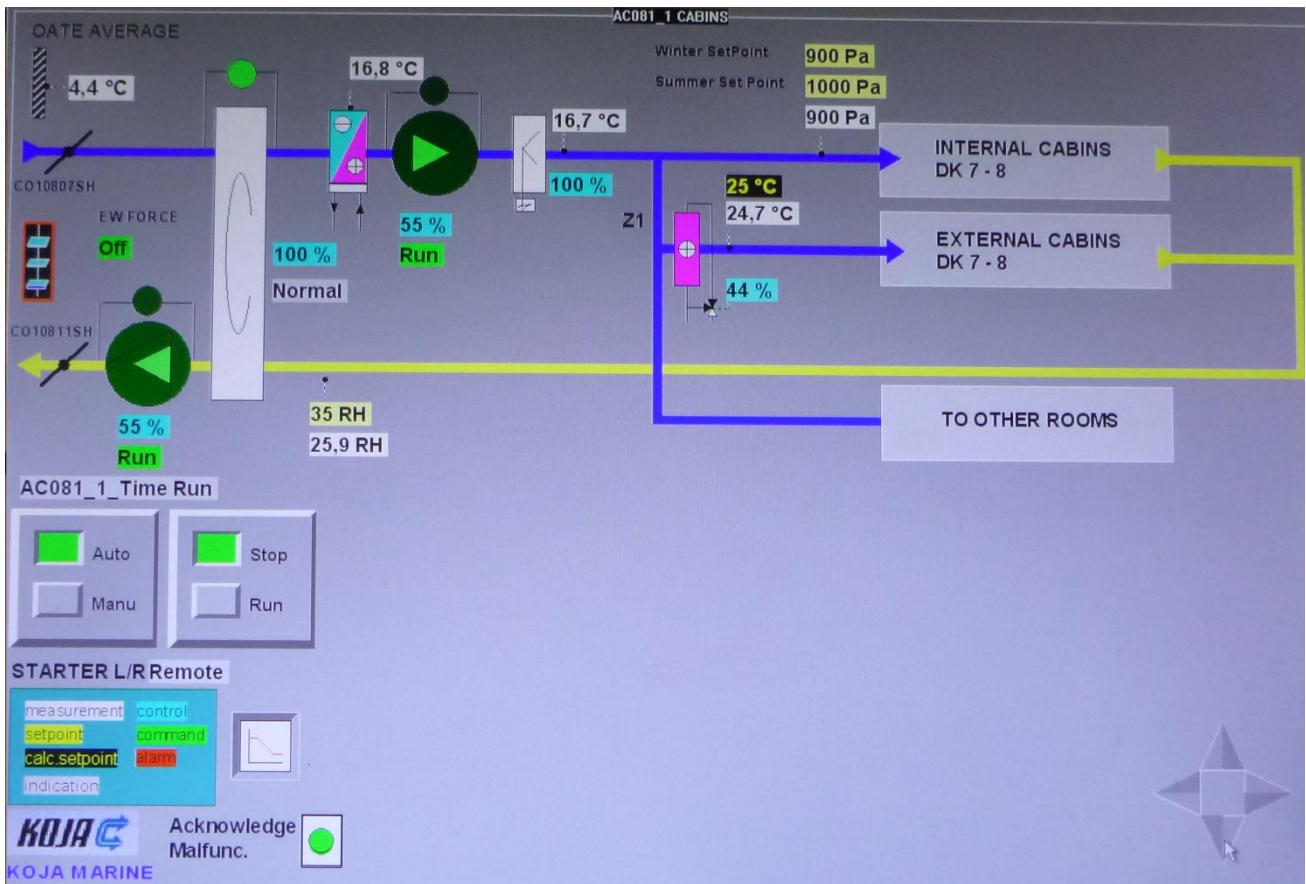 AC081_1 CABINS
OATE AVERAGE
4,4 °C
16,8 °C
Winter SetPoint
900 Pa
Summer Set Point
1000 Pa
900 Pa
16,7 °C
INTERNAL CABINS
DK 7 - 8
CO10807SH
100 %
25 °C
24,7 °C
Z1
EW FORCE
Off
55 %
Run
EXTERNAL CABINS
DK 7 - 8
100 %
Normal
44 %
CO10811SH
35 RH
25,9 RH
TO OTHER ROOMS
55 %
Run
AC081_1_Time Run
Auto
Stop
Manu
Run
STARTER L/R Remote
measurement control
setpoint command
calc.setpoint alarm
indication
KOJA
Acknowledge
Malfunc.
KOJA MARINE